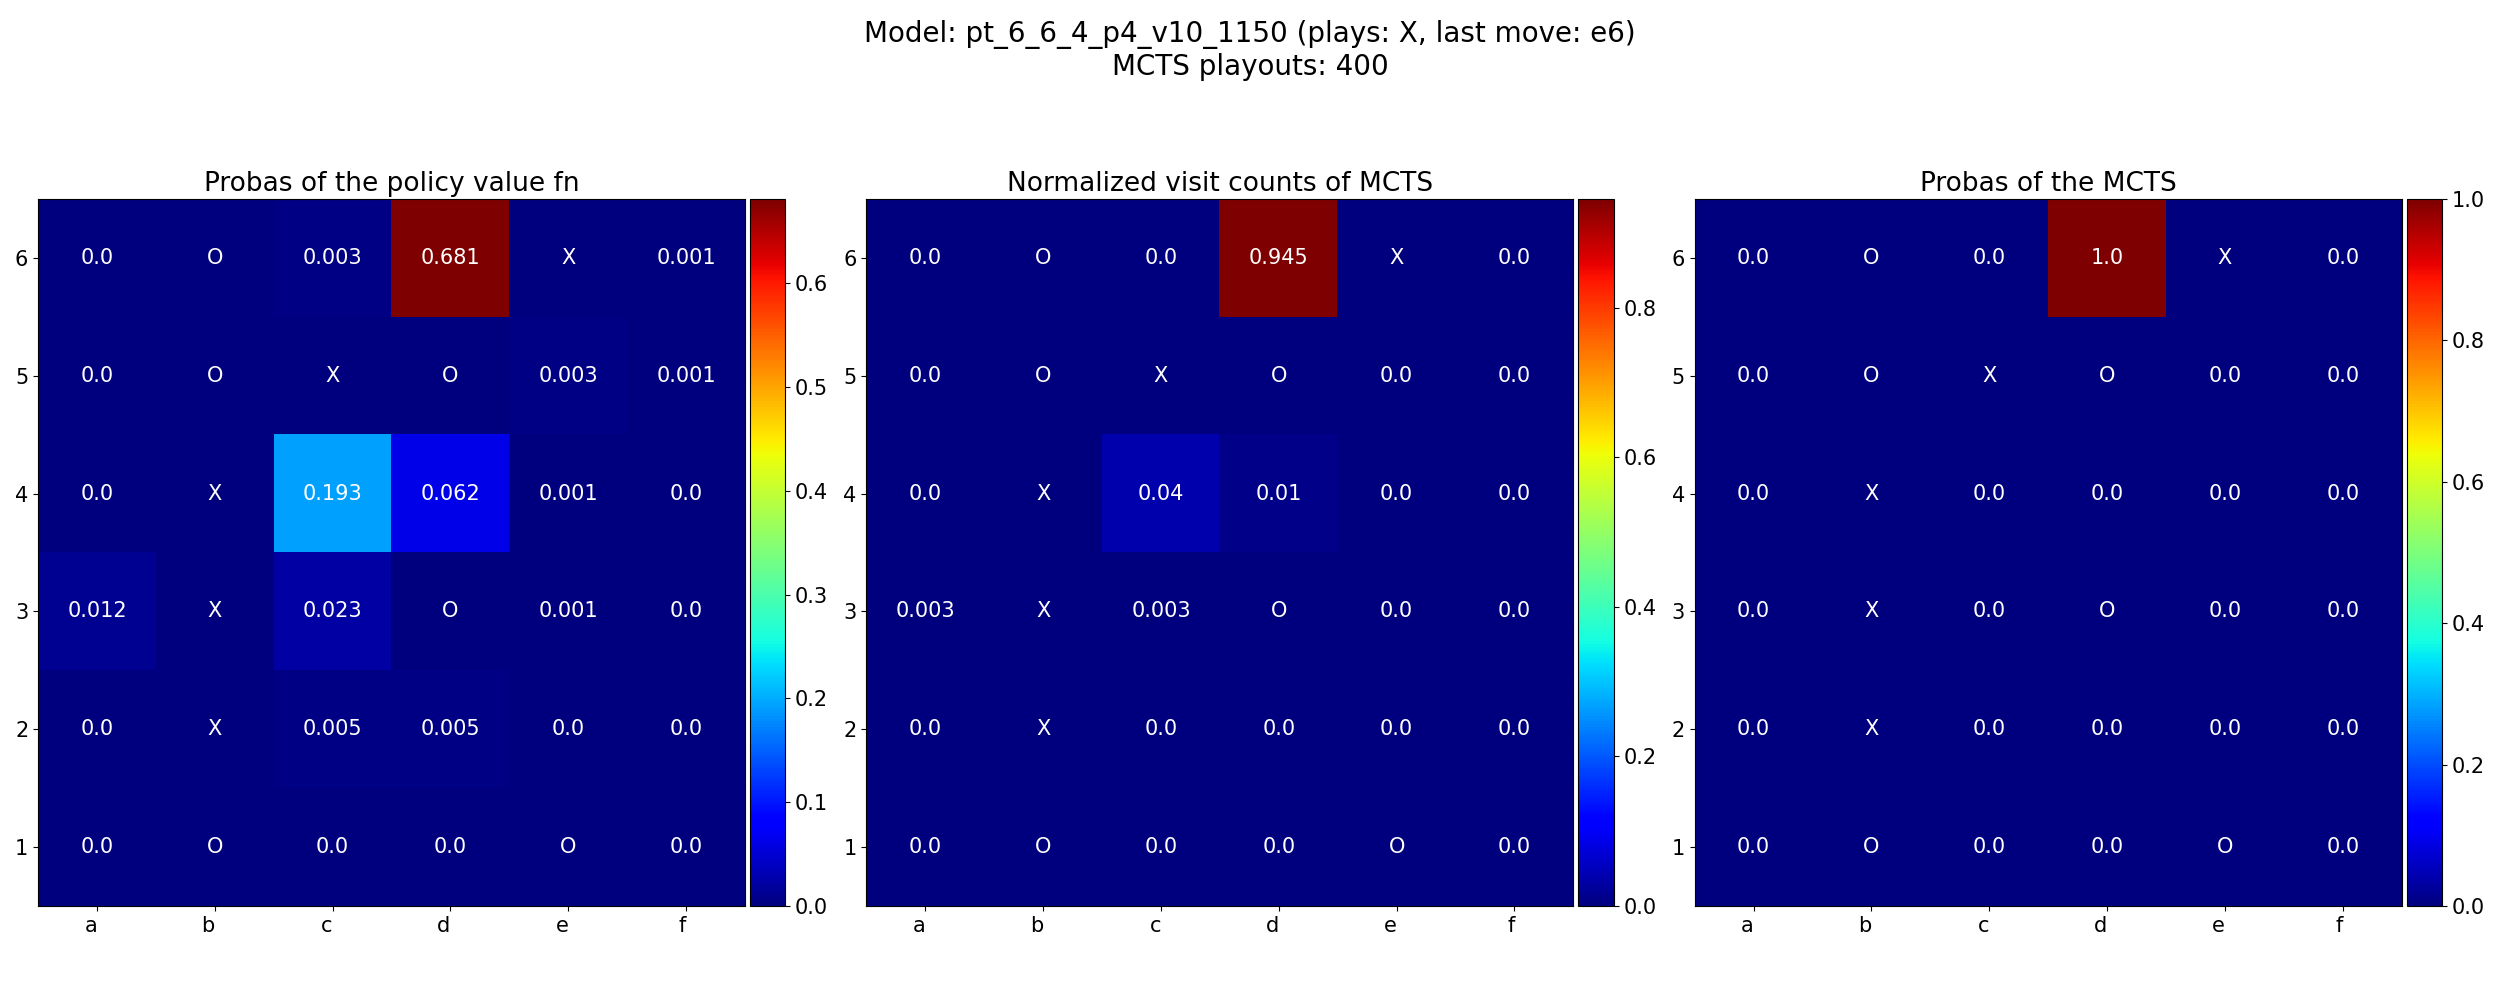 Model: pt_6_6_4_p4_v10_1150 (plays: X, last move: e6)
MCTS playouts: 400
Probas of the policy value fn
6 0.0 O 0.003 0.681 X 0.001
5 0.0 O X O 0.003 0.001
4 0.0 X 0.193 0.062 0.001 0.0
3 0.012 X 0.023 O 0.001 0.0
2 0.0 X 0.005 0.005 0.0 0.0
1 0.0 O 0.0 0.0 O 0.0
a b c d e f
0.6
0.5
0.4
0.3
0.2
0.1
0.0
Normalized visit counts of MCTS
6 0.0 O 0.0 0.945 X 0.0
5 0.0 O X O 0.0 0.0
4 0.0 X 0.04 0.01 0.0 0.0
3 0.003 X 0.003 O 0.0 0.0
2 0.0 X 0.0 0.0 0.0 0.0
1 0.0 O 0.0 0.0 O 0.0
a b c d e f
0.8
0.6
0.4
0.2
0.0
Probas of the MCTS
6 0.0 O 0.0 1.0 X 0.0
5 0.0 O X O 0.0 0.0
4 0.0 X 0.0 0.0 0.0 0.0
3 0.0 X 0.0 O 0.0 0.0
2 0.0 X 0.0 0.0 0.0 0.0
1 0.0 O 0.0 0.0 O 0.0
a b c d e f
1.0
0.8
0.6
0.4
0.2
0.0